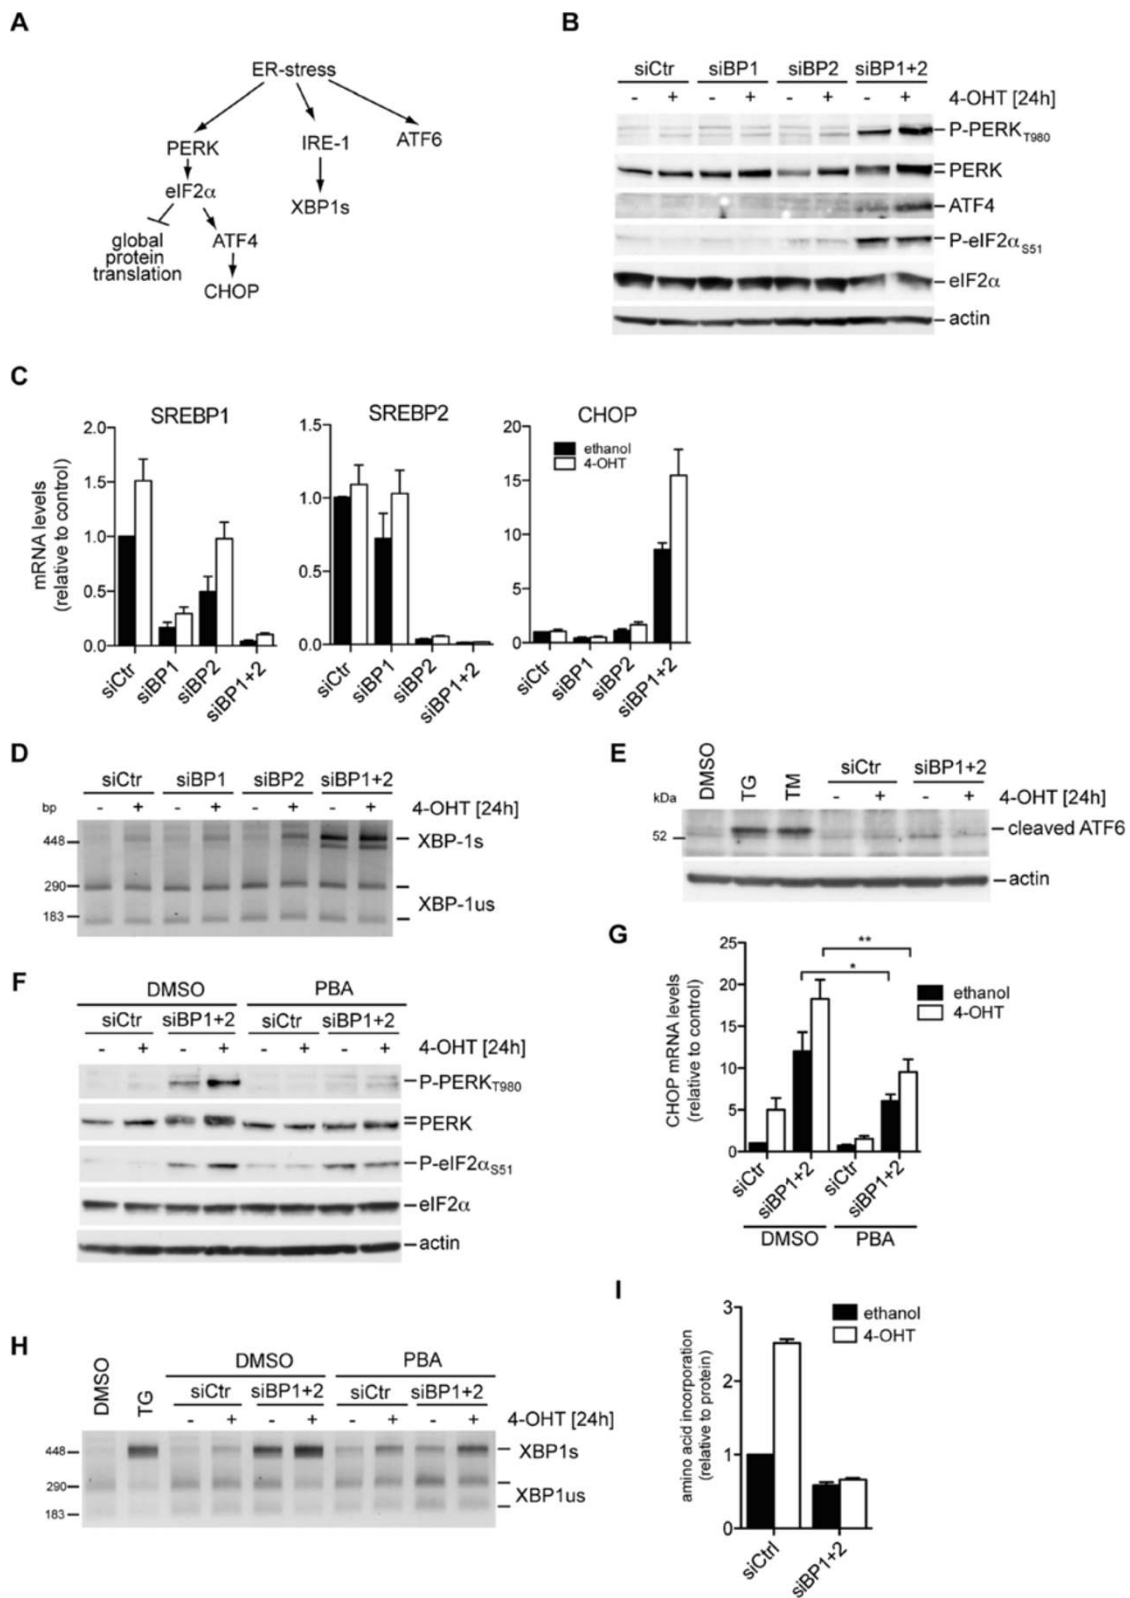 A
ER-stress
PERK
IRE-1
ATF6
eIF2α
XBP1s
global
protein
translation
ATF4
CHOP
B
siCtr siBP1 siBP2 siBP1+2
- + - + - + - + 4-OHT [24h]
P-PERKT980
PERK
ATF4
P-eIF2αS51
eIF2α
actin
C
SREBP1
mRNA levels
(relative to control)
2.0
1.5
1.0
0.5
0.0
siCtr siBP1 siBP2 siBP1+2
SREBP2
1.5
1.0
0.5
0.0
siCtr siBP1 siBP2 siBP1+2
CHOP
20
15
10
5
0
ethanol
4-OHT
siCtr siBP1 siBP2 siBP1+2
D
siCtr siBP1 siBP2 siBP1+2
bp - + - + - + - + 4-OHT [24h]
448
290
183
XBP-1s
XBP-1us
E
DMSO TG TM siCtr siBP1+2
kDa - + - + 4-OHT [24h]
52
cleaved ATF6
actin
F
DMSO PBA
siCtr siBP1+2 siCtr siBP1+2
- + - + - + - + 4-OHT [24h]
P-PERKT980
PERK
P-eIF2αS51
eIF2α
actin
G
CHOP mRNA levels
(relative to control)
25
20
15
10
5
0
**
*
ethanol
4-OHT
siCtr siBP1+2 siCtr siBP1+2
DMSO PBA
H
DMSO TG
DMSO PBA
siCtr siBP1+2 siCtr siBP1+2
- + - + - + - + 4-OHT [24h]
448
290
183
XBP1s
XBP1us
I
amino acid incorporation
(relative to protein)
3
2
1
0
ethanol
4-OHT
siCtrl siBP1+2